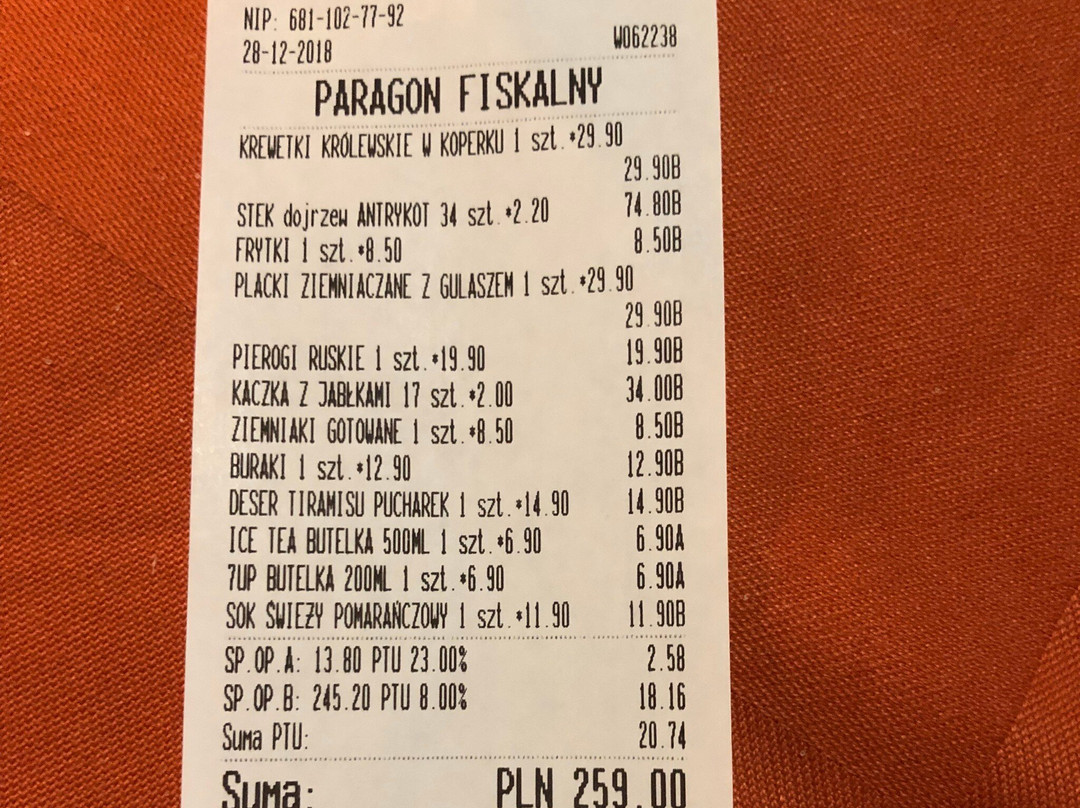 NIP: 681-102-77-92
28-12-2018 W062238
PARAGON FISKALNY
KREWETKI KRÓLEWSKIE W KOPERKU 1 szt.*29.90
29.90B
STEK dojrzew ANTRYKOT 34 szt.*2.20 74.80B
FRYTKI 1 szt.*8.50 8.50B
PLACKI ZIEMNIACZANE Z GULASZEM 1 szt.*29.90
29.90B
PIEROGI RUSKIE 1 szt.*19.90 19.90B
KACZKA Z JABŁKAMI 17 szt.*2.00 34.00B
ZIEMNIAKI GOTOWANE 1 szt.*8.50 8.50B
BURAKI 1 szt.*12.90 12.90B
DESER TIRAMISU PUCHAREK 1 szt.*14.90 14.90B
ICE TEA BUTELKA 500ML 1 szt.*6.90 6.90A
7UP BUTELKA 200ML 1 szt.*6.90 6.90A
SOK ŚWIEŻY POMARAŃCZOWY 1 szt.*11.90 11.90B
SP.OP.A: 13.80 PTU 23.00% 2.58
SP.OP.B: 245.20 PTU 8.00% 18.16
Suma PTU: 20.74
Suma: PLN 259.00